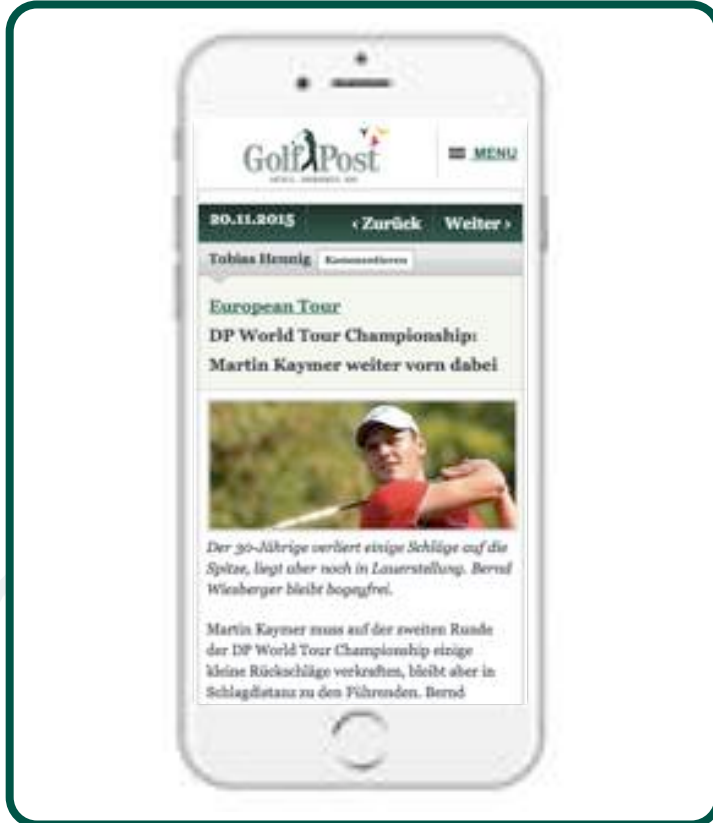 Golf Post
MENU
20.11.2015
‹ Zurück
Weiter ›
Tobias Hennig
Kommentieren
European Tour
DP World Tour Championship:
Martin Kaymer weiter vorn dabei
Der 30-Jährige verliert einige Schläge auf die
Spitze, liegt aber noch in Lauerstellung. Bernd
Wiesberger bleibt bogeyfrei.
Martin Kaymer muss auf der zweiten Runde
der DP World Tour Championship einige
kleine Rückschläge verkraften, bleibt aber in
Schlagdistanz zu den Führenden. Bernd